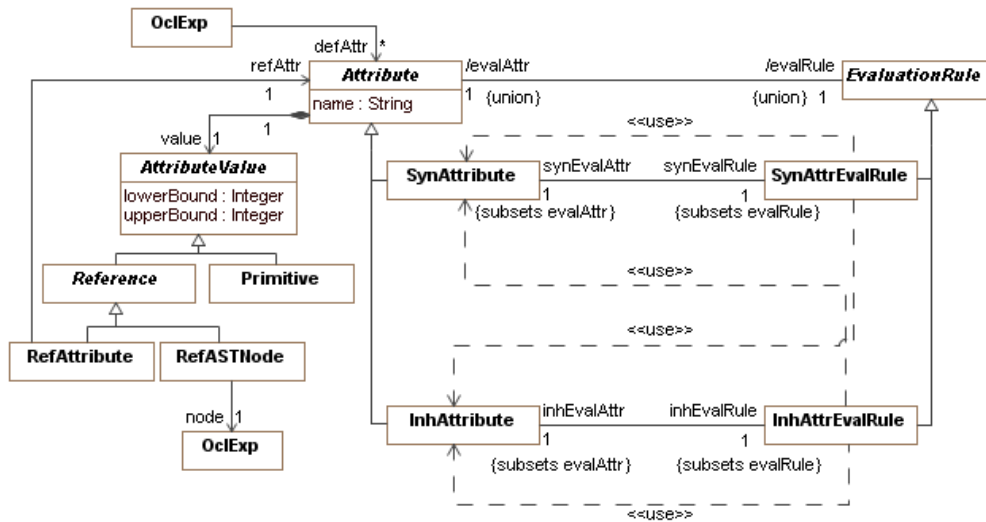 OclExp
defAttr *
refAttr
1
Attribute
name : String
/evalAttr
1 {union}
/evalRule
{union} 1
EvaluationRule
1
value 1
<<use>>
AttributeValue
lowerBound : Integer
upperBound : Integer
SynAttribute
synEvalAttr
1
{subsets evalAttr}
synEvalRule
1
{subsets evalRule}
SynAttrEvalRule
<<use>>
Reference
Primitive
<<use>>
RefAttribute
RefASTNode
node 1
OclExp
InhAttribute
inhEvalAttr
1
{subsets evalAttr}
inhEvalRule
1
{subsets evalRule}
InhAttrEvalRule
<<use>>